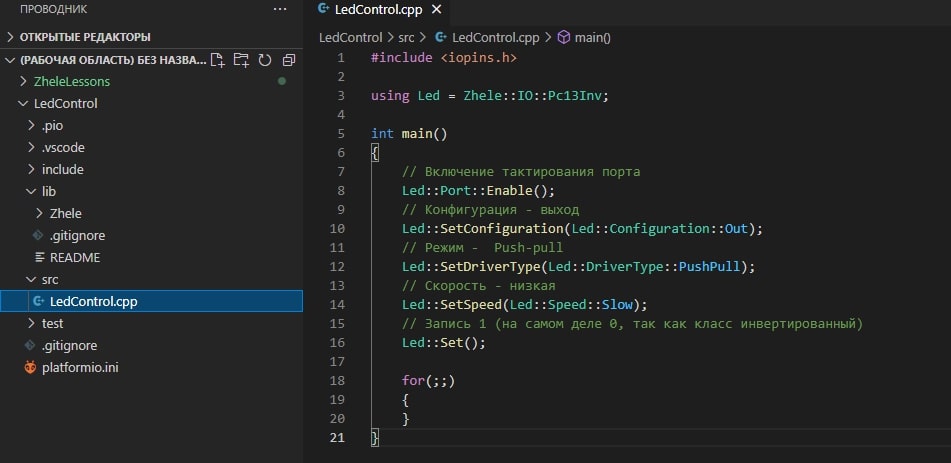 ПРОВОДНИК
ОТКРЫТЫЕ РЕДАКТОРЫ
(РАБОЧАЯ ОБЛАСТЬ) БЕЗ НАЗВА...
ZheleLessons
LedControl
.pio
.vscode
include
lib
Zhele
.gitignore
README
src
LedControl.cpp
test
.gitignore
platformio.ini
LedControl.cpp
LedControl > src > LedControl.cpp > main()
1 #include <iopins.h>
2
3 using Led = Zhele::IO::Pc13Inv;
4
5 int main()
6 {
7 // Включение тактирования порта
8 Led::Port::Enable();
9 // Конфигурация - выход
10 Led::SetConfiguration(Led::Configuration::Out);
11 // Режим -  Push-pull
12 Led::SetDriverType(Led::DriverType::PushPull);
13 // Скорость - низкая
14 Led::SetSpeed(Led::Speed::Slow);
15 // Запись 1 (на самом деле 0, так как класс инвертированный)
16 Led::Set();
17
18 for(;;)
19 {
20 }
21 }